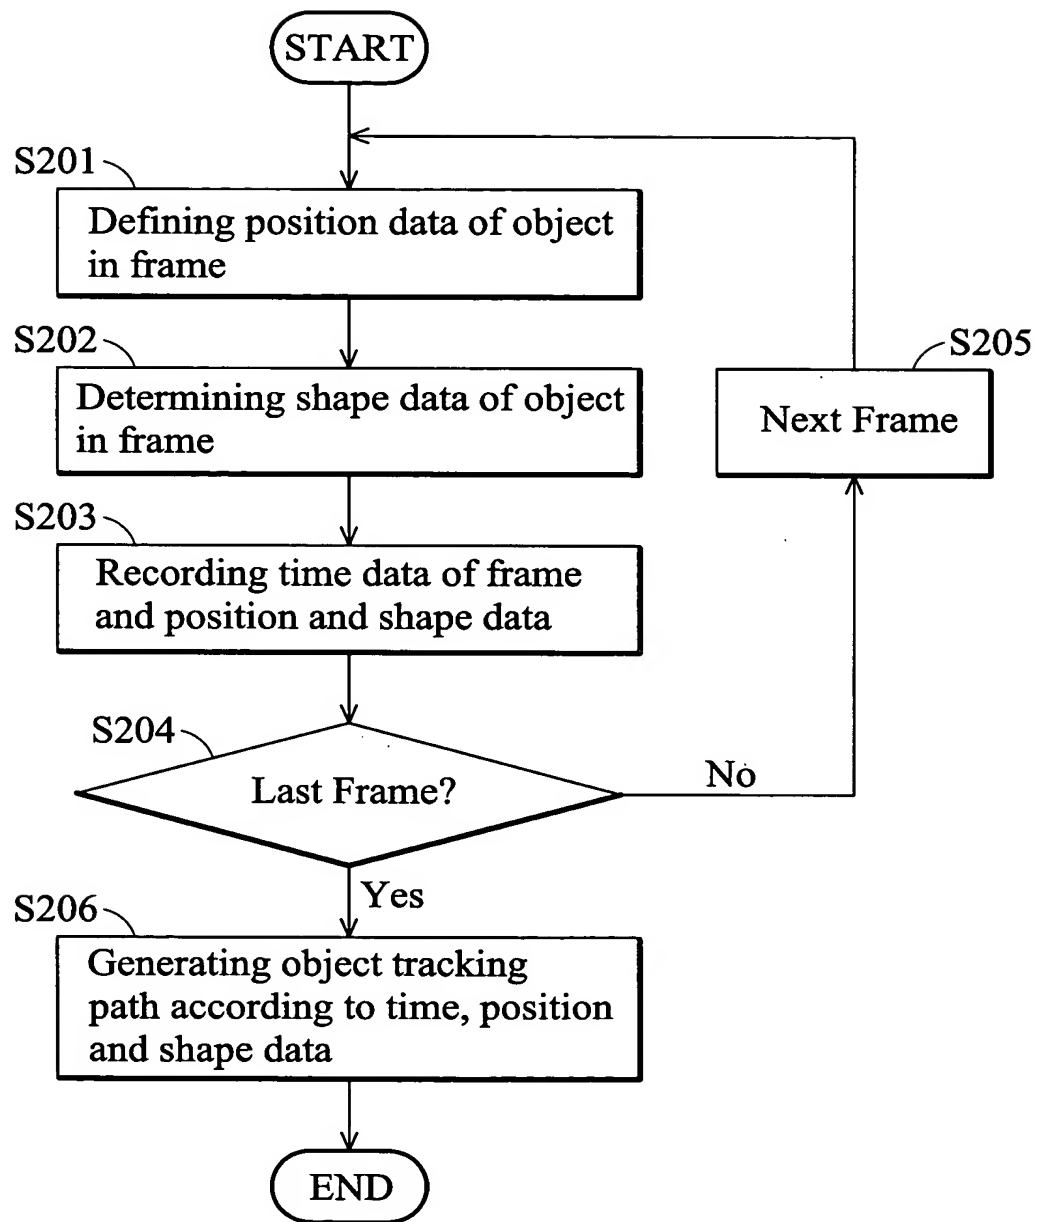 START
S201
Defining position data of object
in frame
S202
Determining shape data of object
in frame
S205
Next Frame
S203
Recording time data of frame
and position and shape data
S204
Last Frame?
No
Yes
S206
Generating object tracking
path according to time, position
and shape data
END